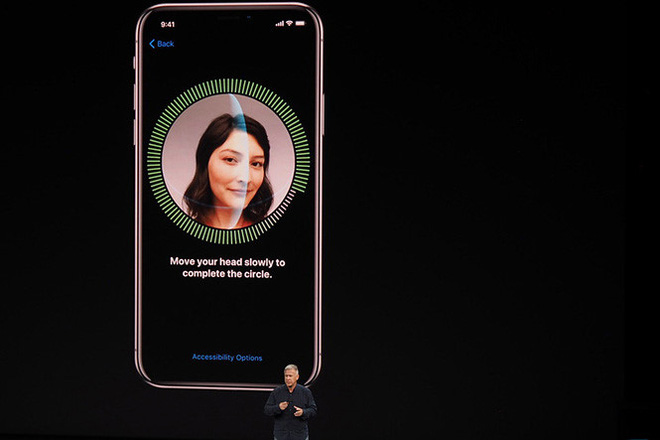 9:41
Back
Move your head slowly to
complete the circle.
Accessibility Options